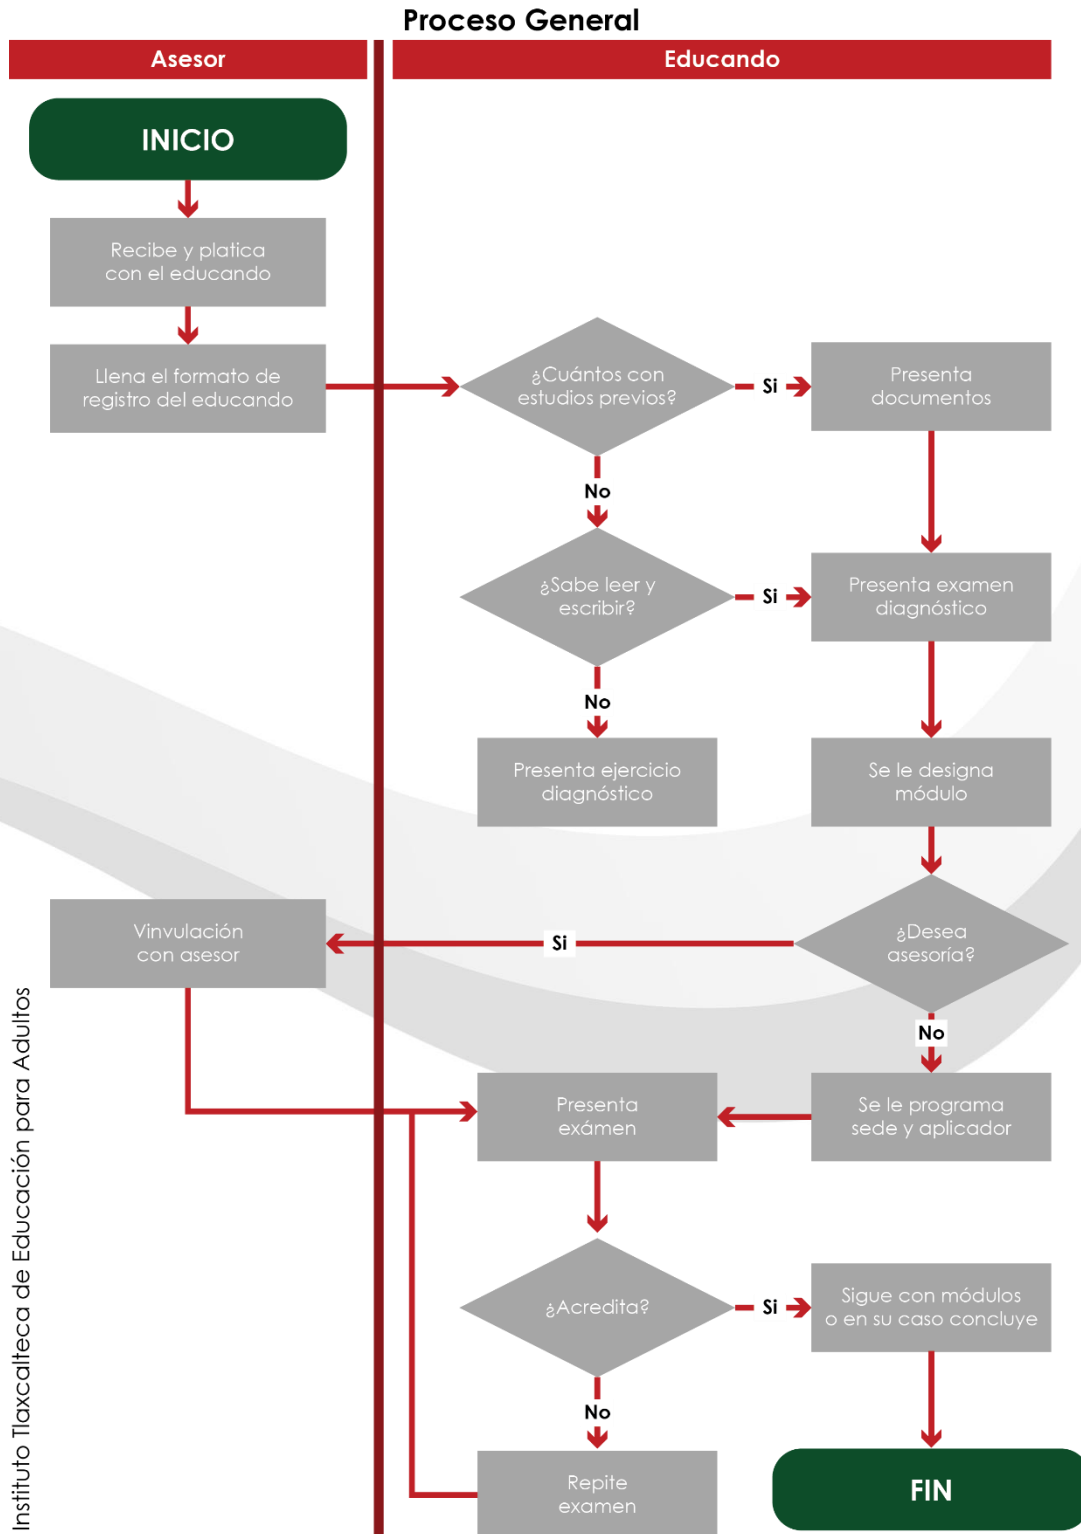 Proceso General
Asesor
Educando
INICIO
Recibe y platica
con el educando
Llena el formato de
registro del educando
¿Cuántos con
estudios previos?
Si
Presenta
documentos
No
¿Sabe leer y
escribir?
Si
Presenta examen
diagnóstico
No
Presenta ejercicio
diagnóstico
Se le designa
módulo
Vinvulación
con asesor
Si
¿Desea
asesoría?
No
Presenta
exámen
Se le programa
sede y aplicador
¿Acredita?
Si
Sigue con módulos
o en su caso concluye
No
Repite
examen
FIN
Instituto Tlaxcalteca de Educación para Adultos